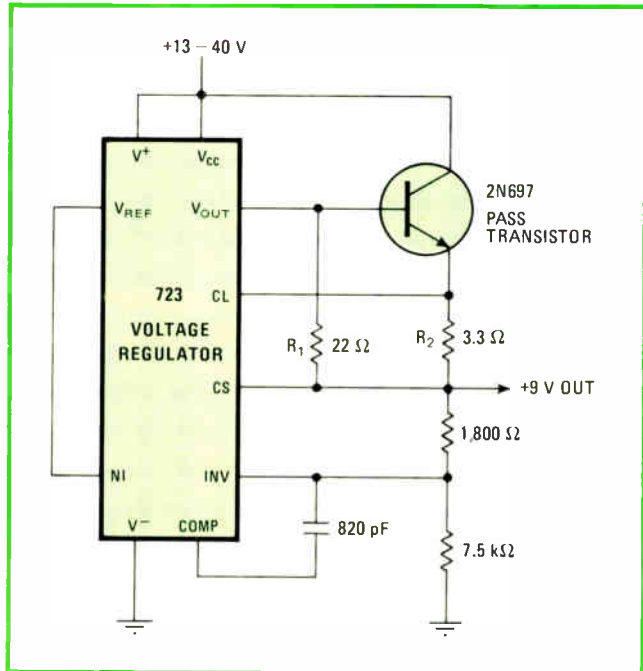 +13 – 40 V
V+
VCC
2N697
PASS
TRANSISTOR
VREF
VOUT
723
VOLTAGE
REGULATOR
CL
R1
22 Ω
R2
3.3 Ω
CS
+9 V OUT
1,800 Ω
NI
INV
V–
COMP
820 pF
7.5 kΩ